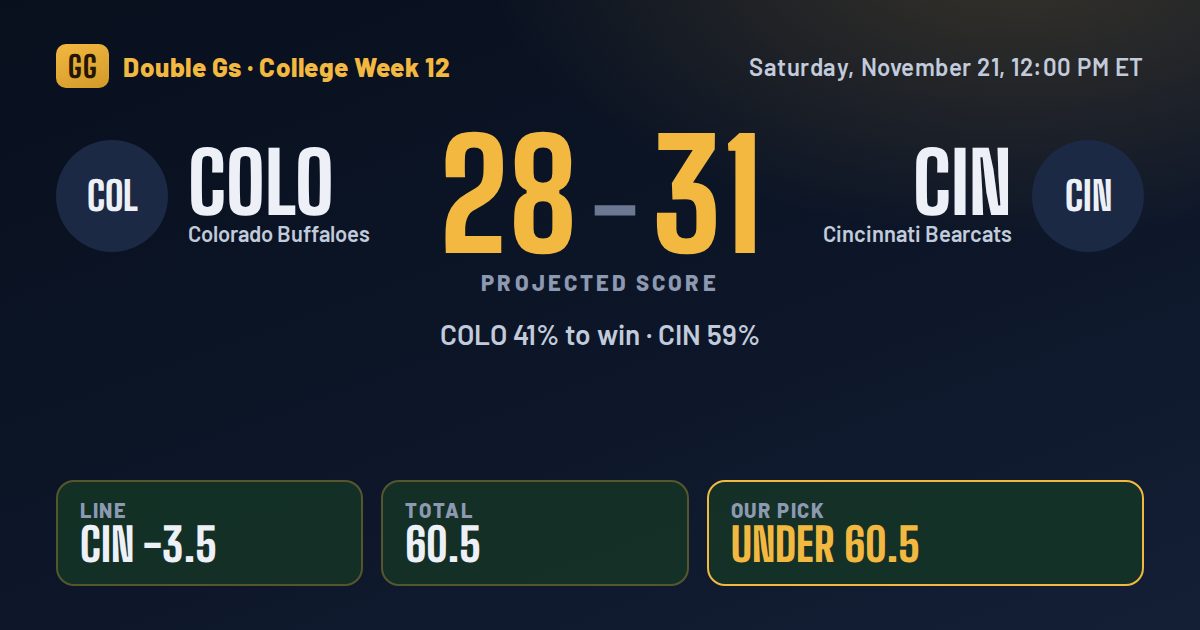 GG
Double Gs · College Week 12
Saturday, November 21, 12:00 PM ET
COL
COLO
Colorado Buffaloes
28 – 31
CIN
Cincinnati Bearcats
CIN
PROJECTED SCORE
COLO 41% to win · CIN 59%
LINE
CIN −3.5
TOTAL
60.5
OUR PICK
UNDER 60.5